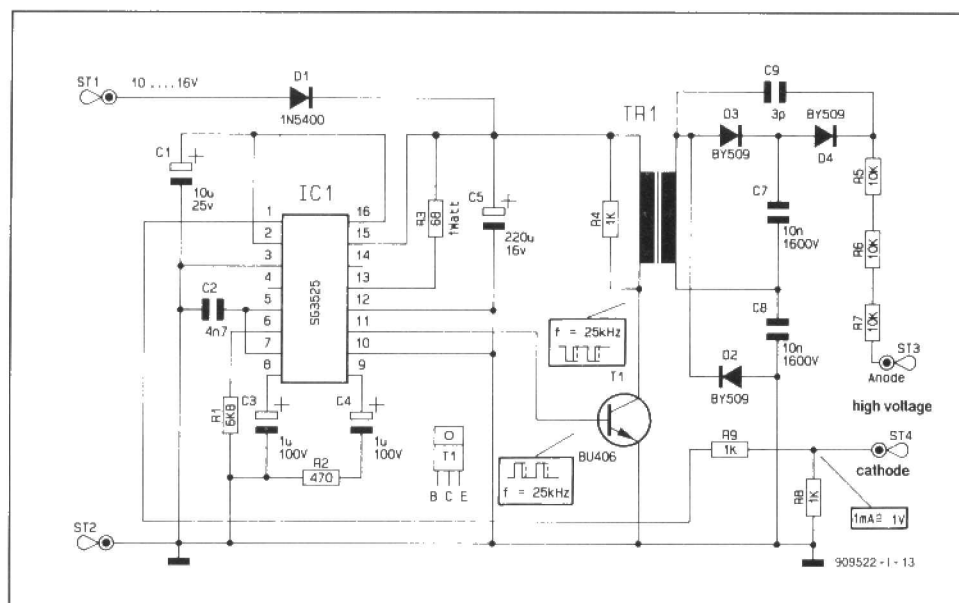 ST1
10 ....16V
D1
1N5400
C9
3p
TR1
D3
BY509
BY509
D4
C1
+
10u
25v
IC1
SG3525
1
2
3
4
5
6
7
8
16
15
14
13
12
11
10
9
R3
68
1Watt
C5
+
220u
16v
R4
1K
C7
10n
1600V
R5
10K
R6
10K
R7
10K
C2
4n7
f = 25kHz
C8
10n
1600V
ST3
Anode
high voltage
T1
D2
BY509
R1
6K8
C3
+
1u
100V
C4
+
1u
100V
R2
470
T1
B C E
BU406
f = 25kHz
R9
1K
ST4
cathode
R8
1K
1mA≙ 1V
ST2
909522 - I - 13